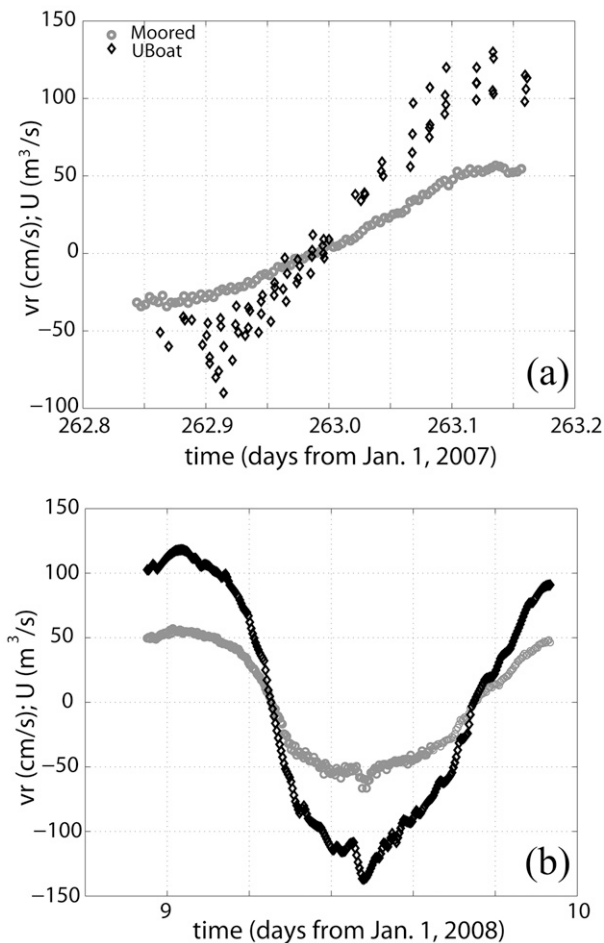 150
Moored
UBoat
100
50
0
−50
−100
vr (cm/s); U (m³/s)
(a)
262.8 262.9 263.0 263.1 263.2
time (days from Jan. 1, 2007)
150
100
50
0
−50
−100
−150
vr (cm/s); U (m³/s)
(b)
9 10
time (days from Jan. 1, 2008)